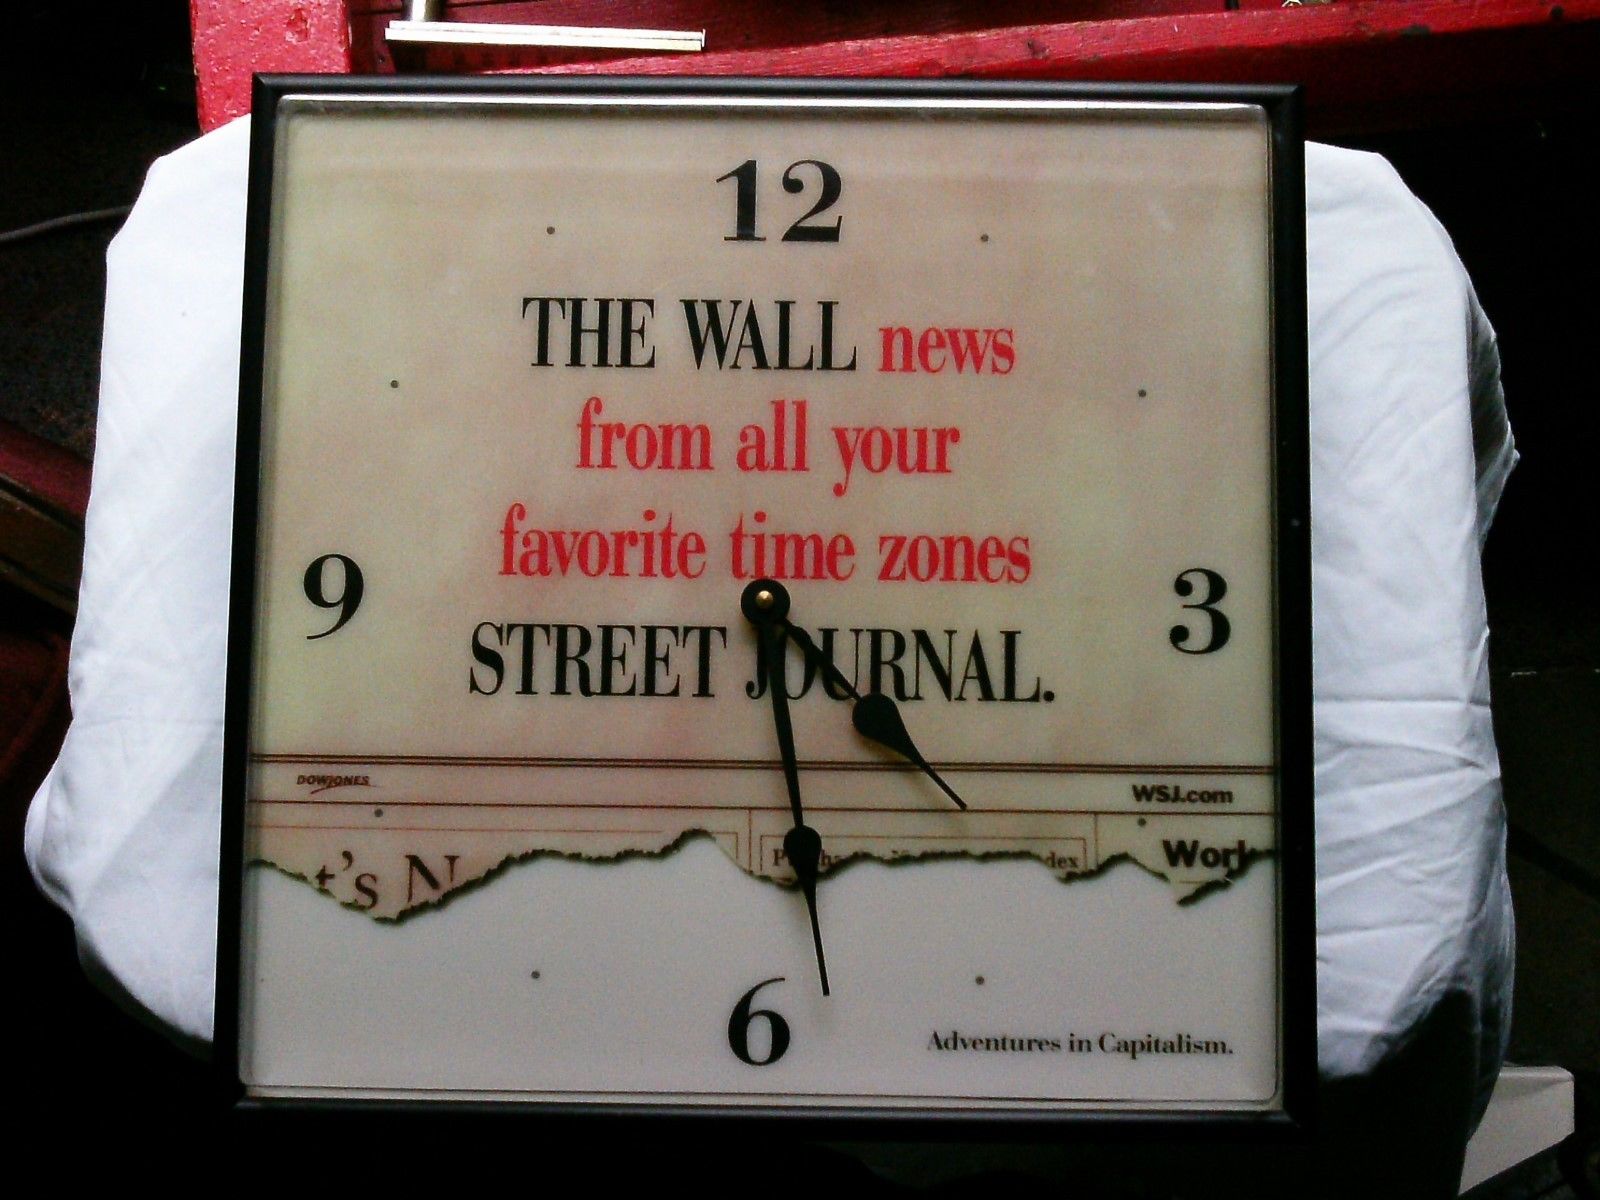 12
THE WALL news
from all your
favorite time zones
9
3
STREET JOURNAL.
DOWJONES
WSJ.com
t's N
dex
Work
6
Adventures in Capitalism.